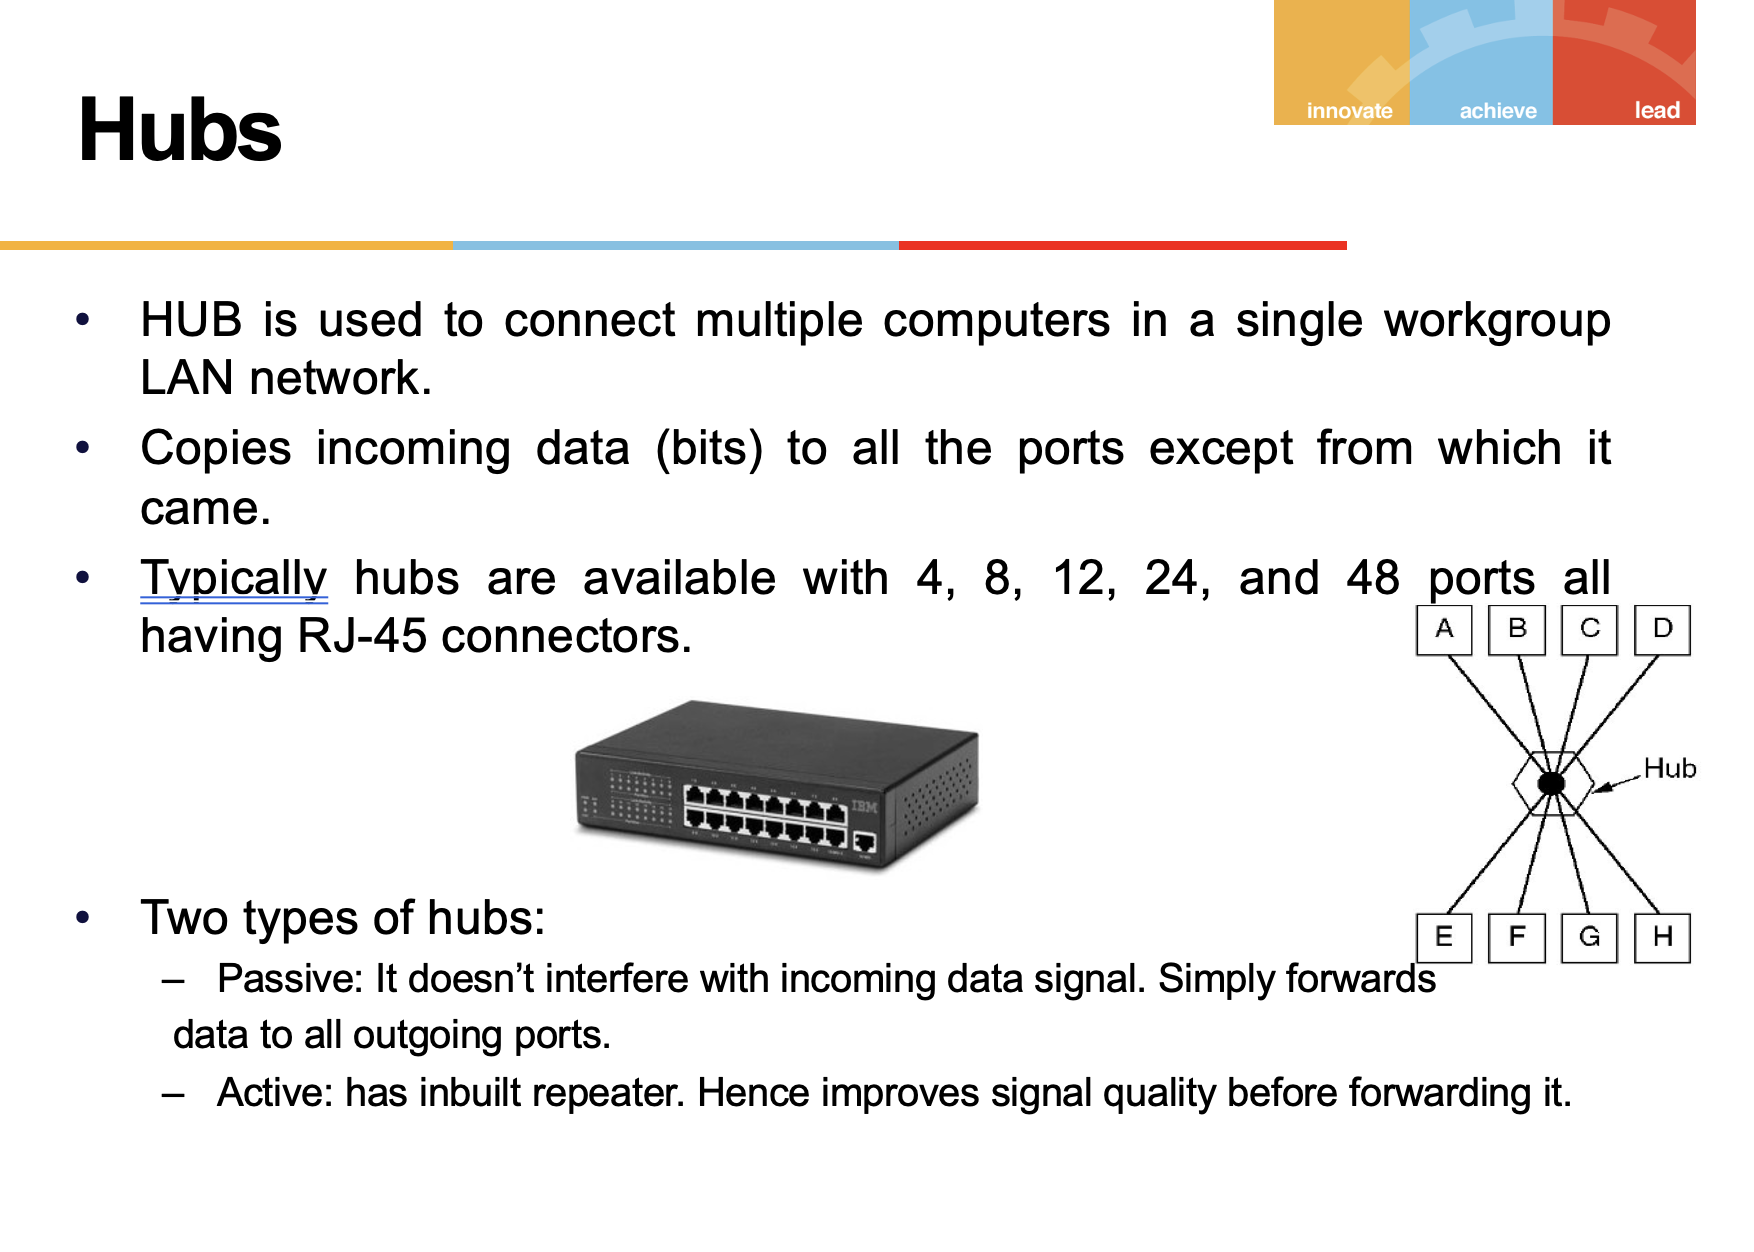 innovate achieve lead
Hubs
• HUB is used to connect multiple computers in a single workgroup
LAN network.
• Copies incoming data (bits) to all the ports except from which it
came.
• Typically hubs are available with 4, 8, 12, 24, and 48 ports all
having RJ-45 connectors.
A B C D
IBM
Hub
E F G H
• Two types of hubs:
– Passive: It doesn’t interfere with incoming data signal. Simply forwards
data to all outgoing ports.
– Active: has inbuilt repeater. Hence improves signal quality before forwarding it.